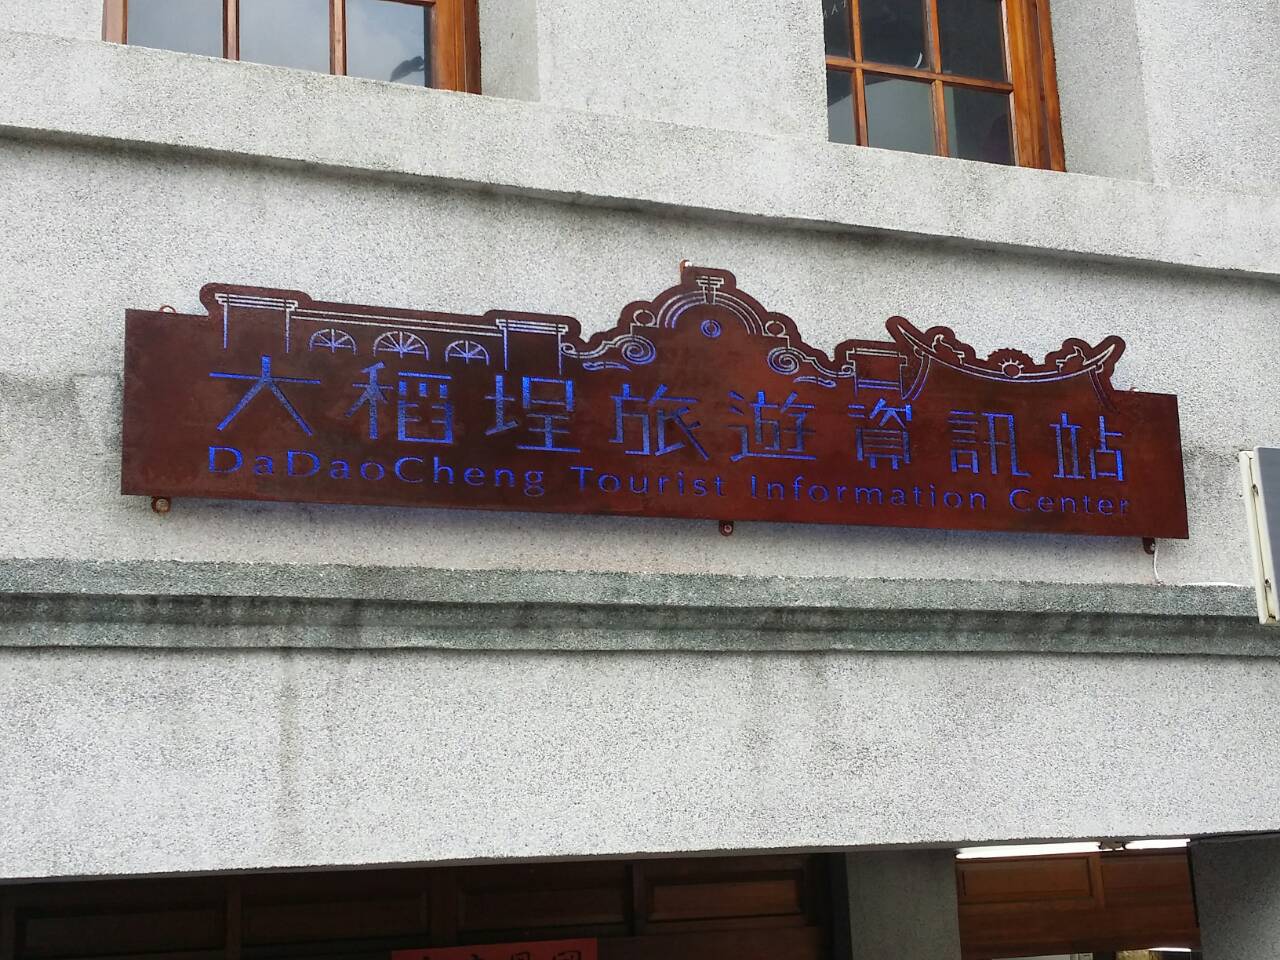 大稻埕旅遊資訊站
DaDaoCheng Tourist Information Center